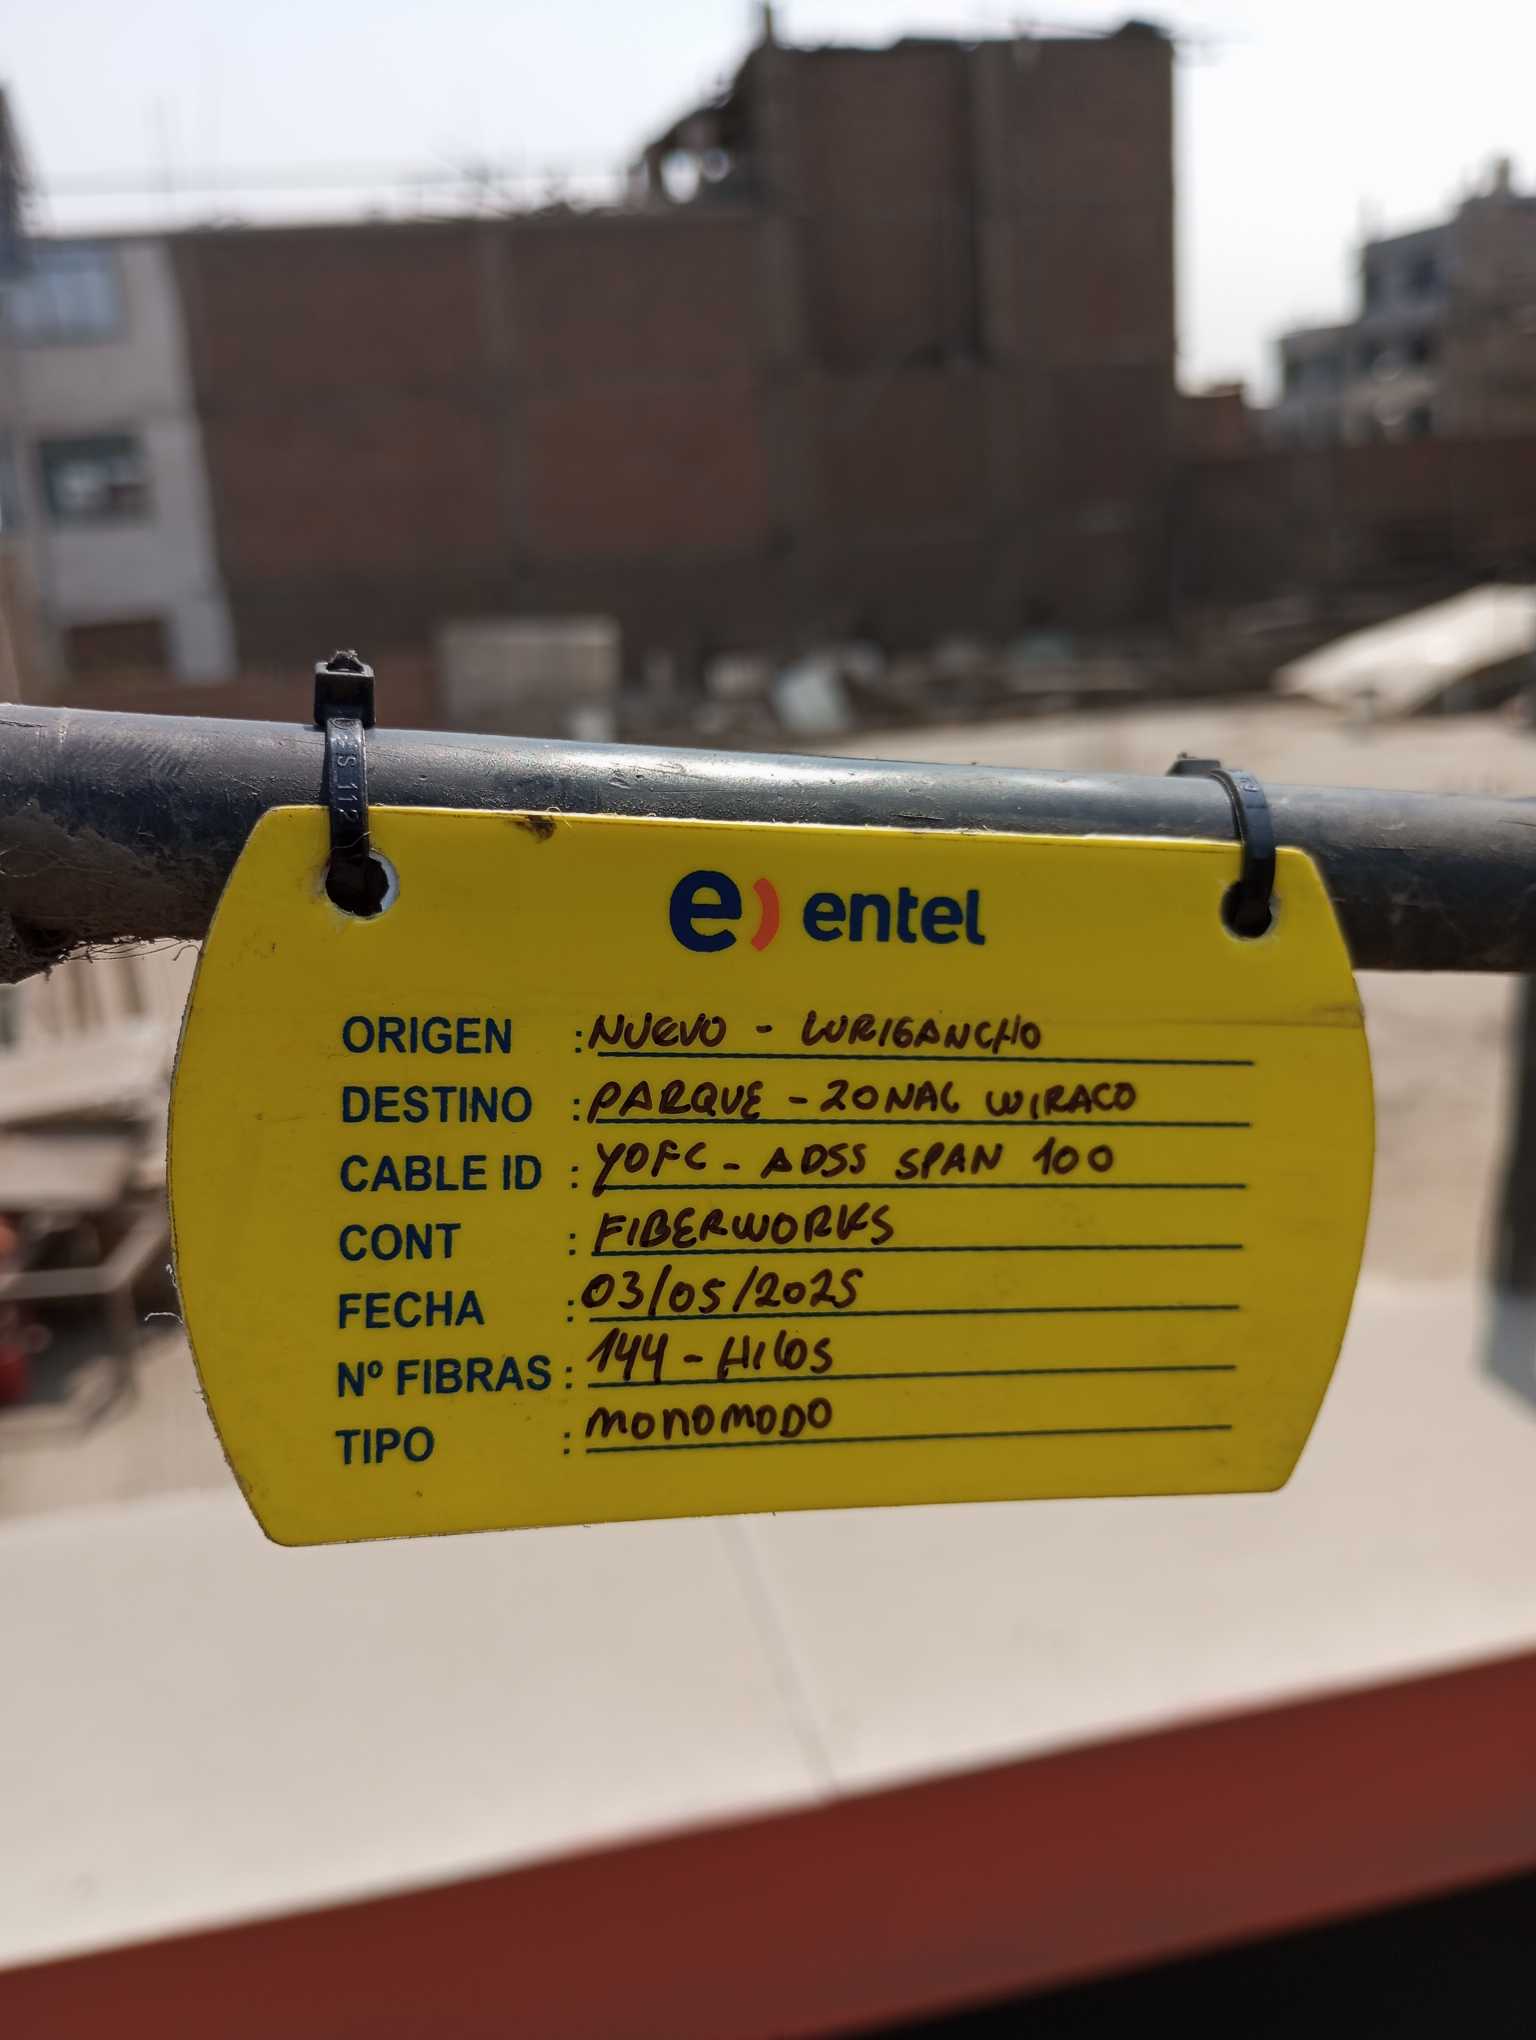 e) entel
ORIGEN : NUEVO - LURIGANCHO
DESTINO : PARQUE - ZONAL WIRACO
CABLE ID : YOFC - ADSS SPAN 100
CONT : FIBERWORKS
FECHA : 03/05/2025
Nº FIBRAS : 144 - HILOS
TIPO : MONOMODO